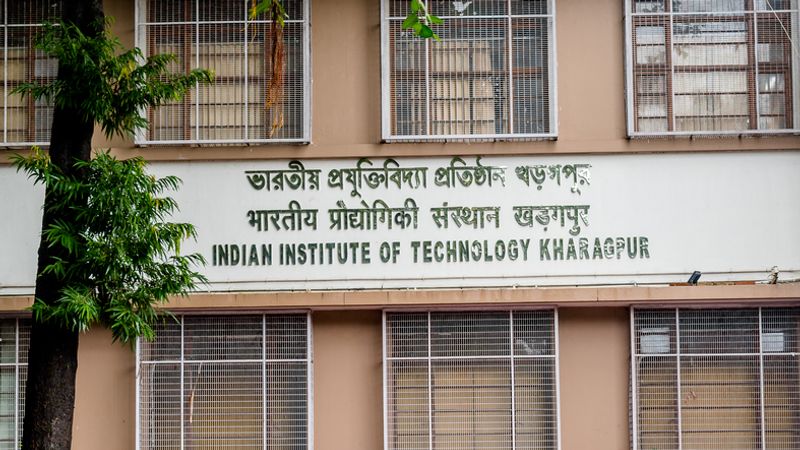 ভারতীয় প্রযুক্তিবিদ্যা প্রতিষ্ঠান খড়গপুর
भारतीय प्रौद्योगिकी संस्थान खड़गपुर
INDIAN INSTITUTE OF TECHNOLOGY KHARAGPUR